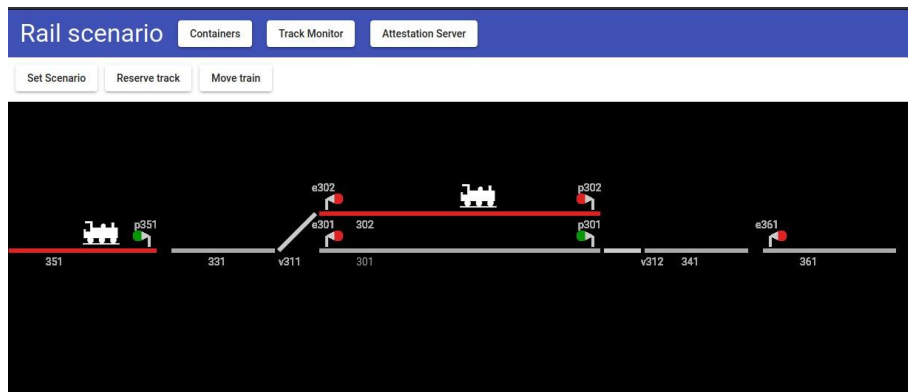 Rail scenario Containers Track Monitor Attestation Server
Set Scenario Reserve track Move train
e302 p302
p351 e301 302 p301 e361
351 331 v311 301 v312 341 361